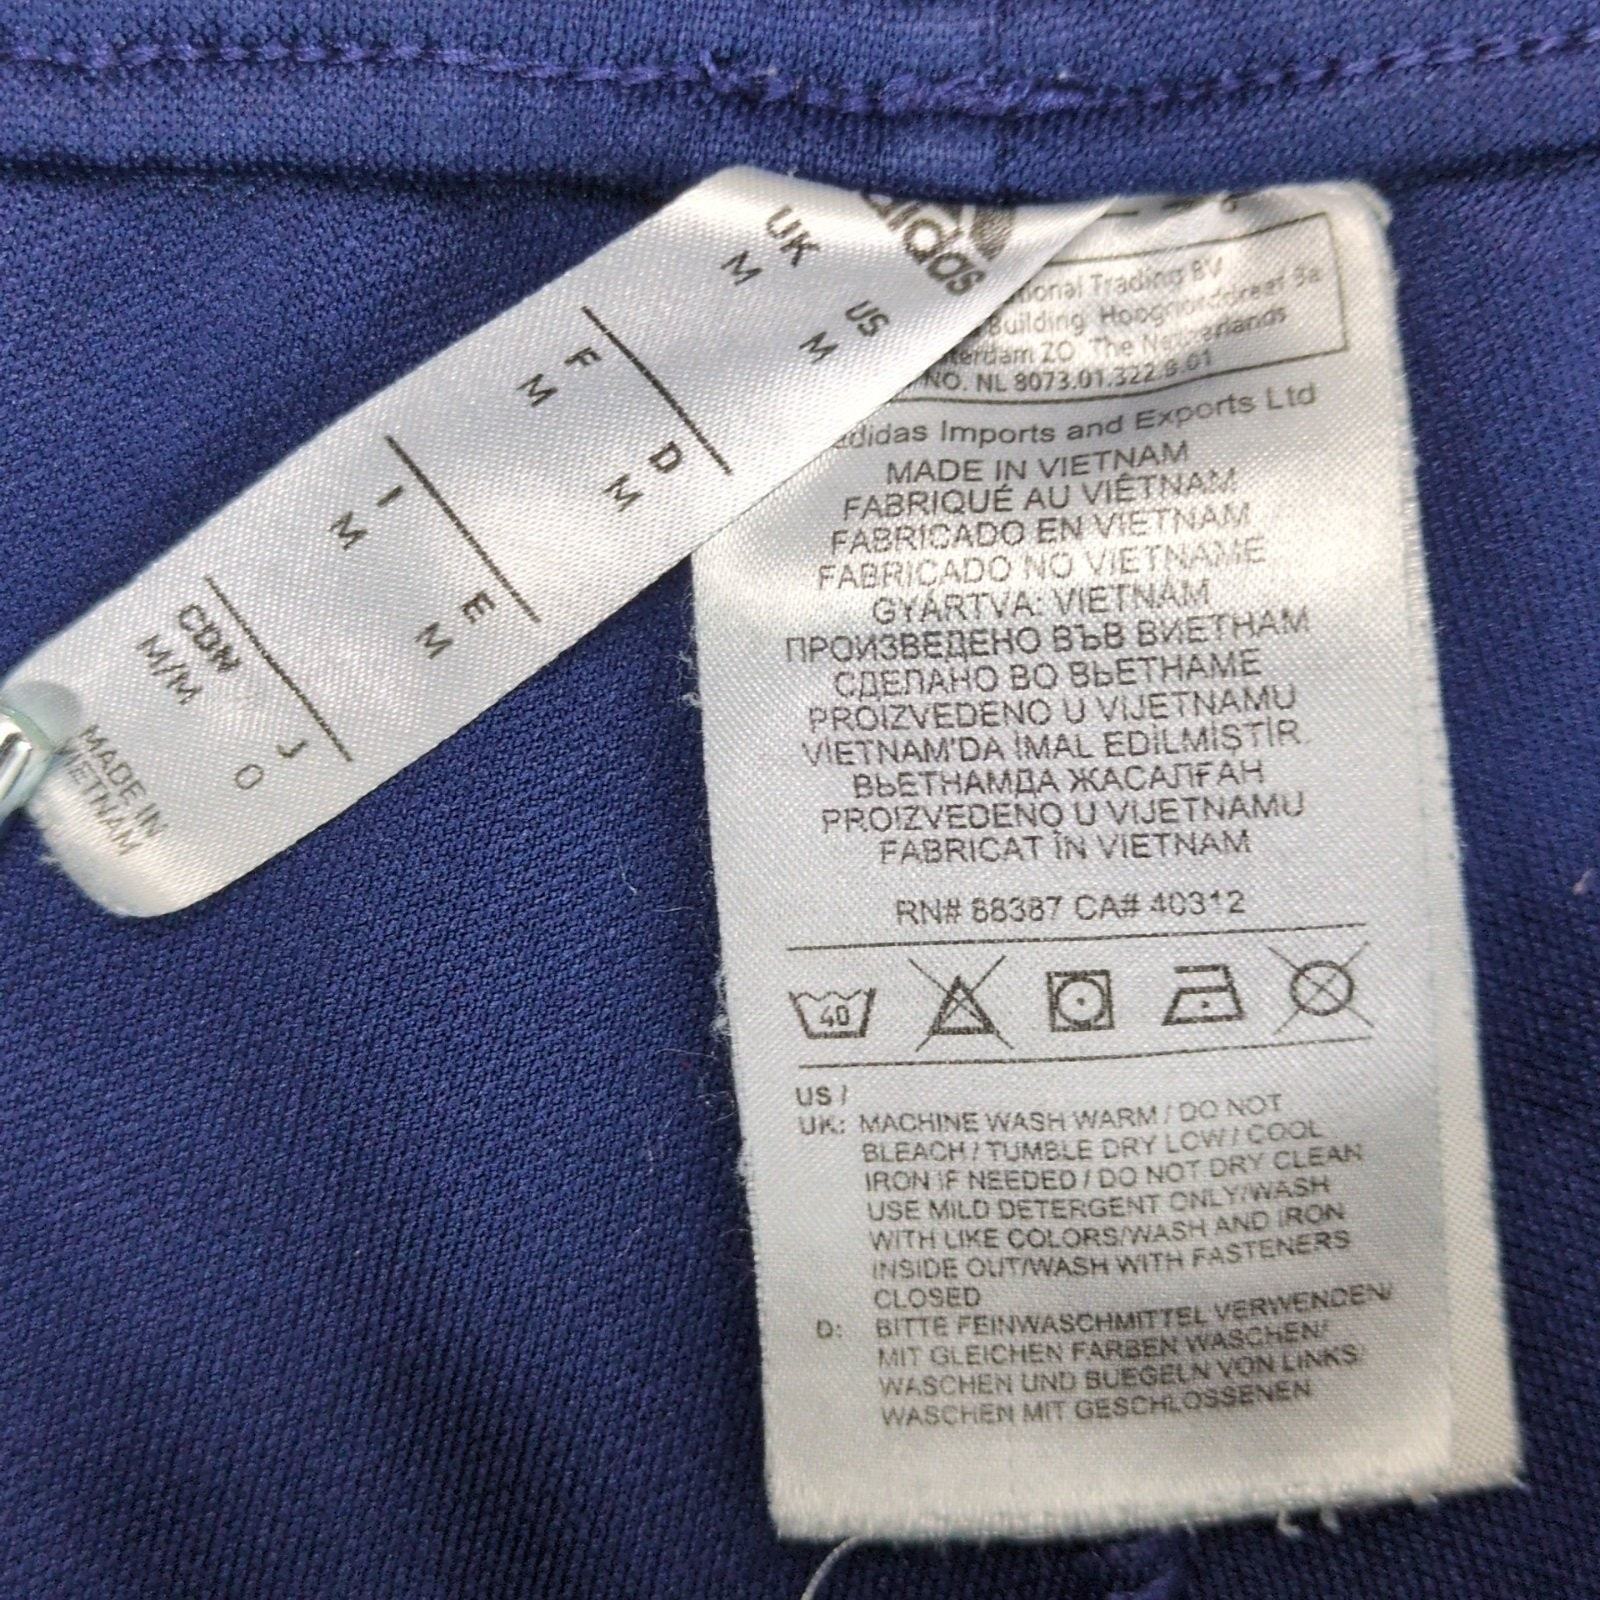 adidas
UK US
M M
F D
M M
I E
M M
CDN J
M/M O
MADE IN
VIETNAM
Trading BV
Building Hoogoorddreef 9a
ZO The Netherlands
NO. NL 8073.01.322.B.01
adidas Imports and Exports Ltd
MADE IN VIETNAM
FABRIQUÉ AU VIÊTNAM
FABRICADO EN VIETNAM
FABRICADO NO VIETNAME
GYÁRTVA: VIETNÁM
ПРОИЗВЕДЕНО ВЪВ ВИЕТНАМ
СДЕЛАНО ВО ВЬЕТНАМЕ
PROIZVEDENO U VIJETNAMU
VIETNAM'DA İMAL EDİLMİŞTİR.
ВЬЕТНАМДА ЖАСАЛҒАН
PROIZVEDENO U VIJETNAMU
FABRICAT ÎN VIETNAM
RN# 88387 CA# 40312
40
US /
UK: MACHINE WASH WARM / DO NOT
BLEACH / TUMBLE DRY LOW / COOL
IRON IF NEEDED / DO NOT DRY CLEAN
USE MILD DETERGENT ONLY/WASH
WITH LIKE COLORS/WASH AND IRON
INSIDE OUT/WASH WITH FASTENERS
CLOSED
D: BITTE FEINWASCHMITTEL VERWENDEN/
MIT GLEICHEN FARBEN WASCHEN/
WASCHEN UND BUEGELN VON LINKS/
WASCHEN MIT GESCHLOSSENEN